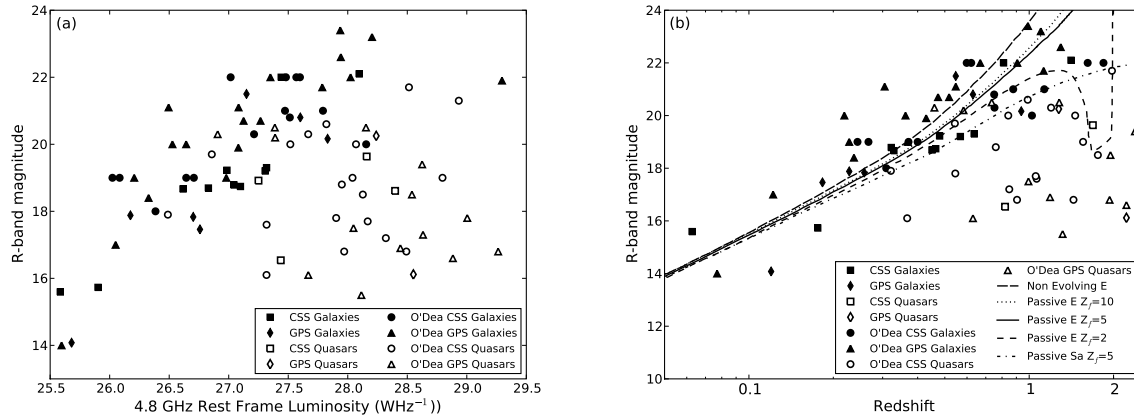 (a)
24
22
20
18
16
14
R-band magnitude
25.5 26.0 26.5 27.0 27.5 28.0 28.5 29.0 29.5
4.8 GHz Rest Frame Luminosity (WHz⁻¹))
CSS Galaxies
GPS Galaxies
CSS Quasars
GPS Quasars
O'Dea CSS Galaxies
O'Dea GPS Galaxies
O'Dea CSS Quasars
O'Dea GPS Quasars
(b)
24
22
20
18
16
14
12
10
R-band magnitude
0.1 1 2
Redshift
CSS Galaxies
GPS Galaxies
CSS Quasars
GPS Quasars
O'Dea CSS Galaxies
O'Dea GPS Galaxies
O'Dea CSS Quasars
O'Dea GPS Quasars
Non Evolving E
Passive E Z_f=10
Passive E Z_f=5
Passive E Z_f=2
Passive Sa Z_f=5